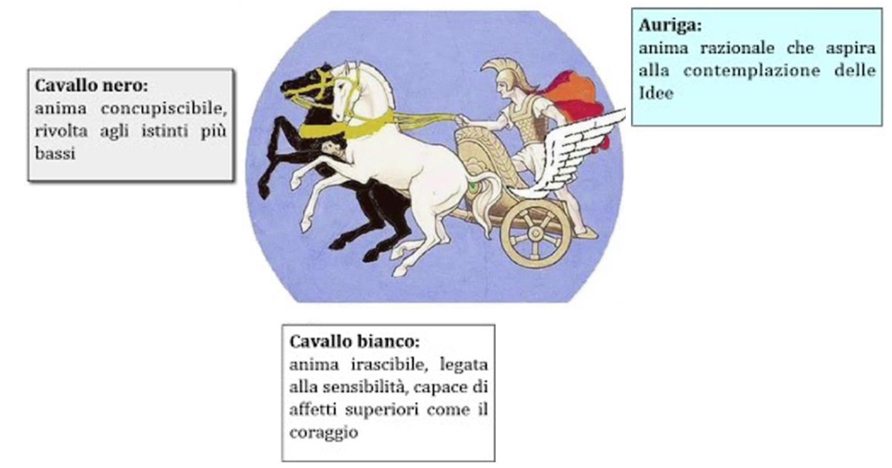 Cavallo nero:
anima concupiscibile,
rivolta agli istinti più
bassi
Auriga:
anima razionale che aspira
alla contemplazione delle
Idee
Cavallo bianco:
anima irascibile, legata
alla sensibilità, capace di
affetti superiori come il
coraggio